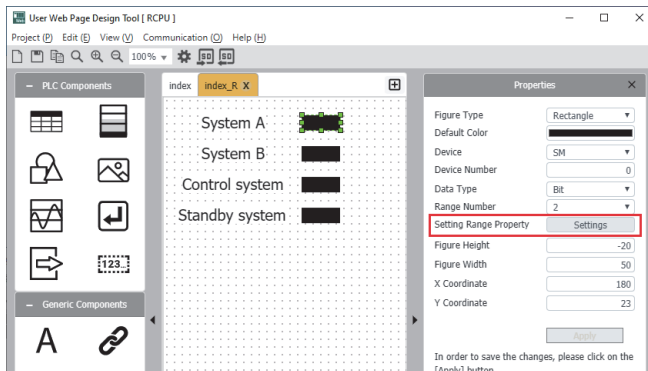 User Web Page Design Tool [ RCPU ]
Project (P) Edit (E) View (V) Communication (O) Help (H)
100%
SD SD
− PLC Components
123...
− Generic Components
A
index index_R X
System A
System B
Control system
Standby system
Properties X
Figure Type Rectangle
Default Color
Device SM
Device Number 0
Data Type Bit
Range Number 2
Setting Range Property Settings
Figure Height -20
Figure Width 50
X Coordinate 180
Y Coordinate 23
Apply
In order to save the changes, please click on the
[Apply] button